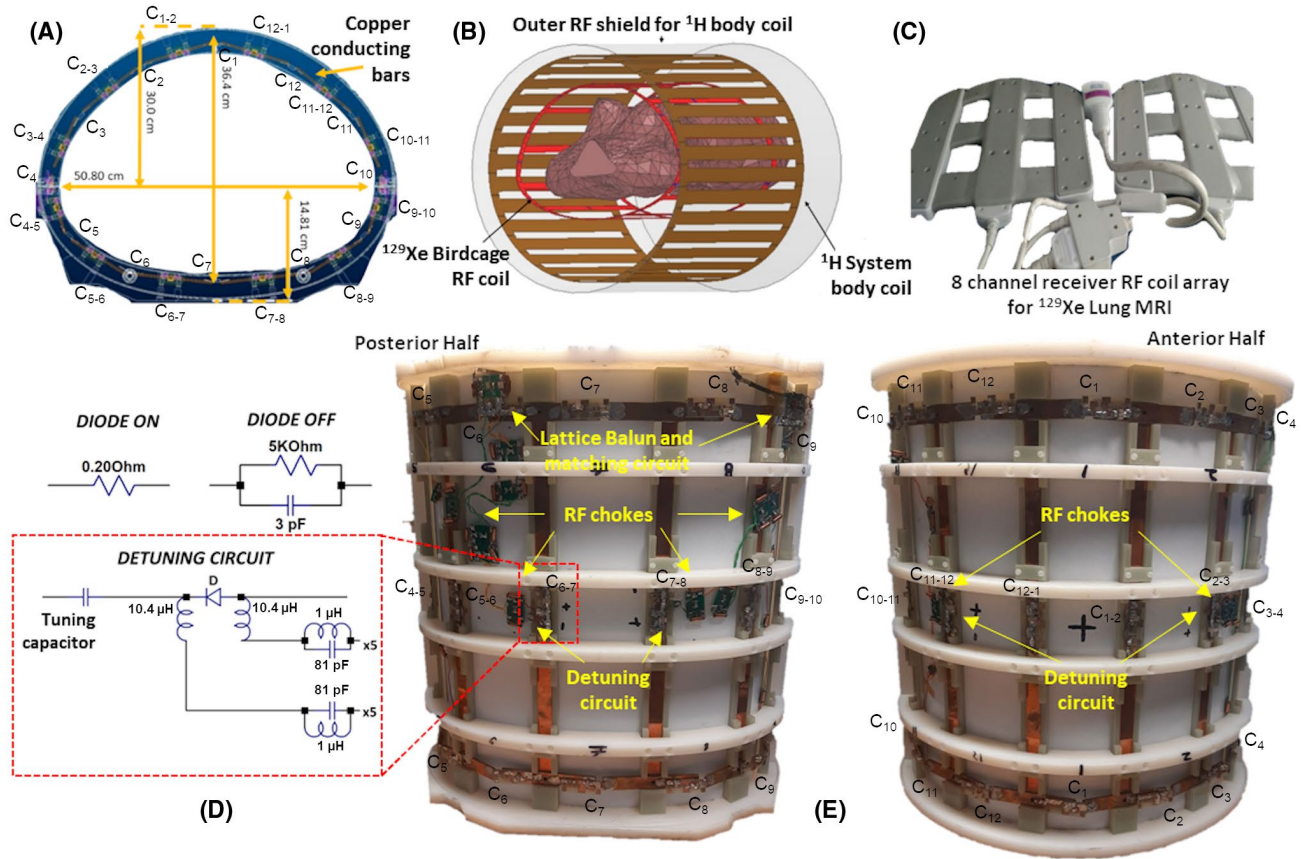 (A)
C1-2
C12-1
Copper
conducting
bars
C2-3
C2
C1
C12
C11-12
C3
C11
C3-4
C10-11
36.4 cm
30.0 cm
C4
50.80 cm
C10
14.81 cm
C4-5
C5
C6
C7
C8
C9
C9-10
C5-6
C6-7
C7-8
C8-9
(B)
Outer RF shield for 1H body coil
129Xe Birdcage
RF coil
1H System
body coil
(C)
8 channel receiver RF coil array
for 129Xe Lung MRI
DIODE ON
0.20Ohm
DIODE OFF
5KOhm
3 pF
DETUNING CIRCUIT
D
10.4 µH
10.4 µH
1 µH
x5
81 pF
Tuning
capacitor
81 pF
x5
1 µH
(D)
Posterior Half
C5
C7
C8
C6
C9
Lattice Balun and
matching circuit
RF chokes
C8-9
C4-5
C5-6
C6-7
C7-8
C9-10
Detuning
circuit
C5
C6
C7
C8
C9
(E)
Anterior Half
C11
C12
C1
C2
C3
C10
C4
RF chokes
C11-12
C2-3
C10-11
C12-1
C1-2
C3-4
Detuning
circuit
C10
C4
C11
C12
C1
C2
C3